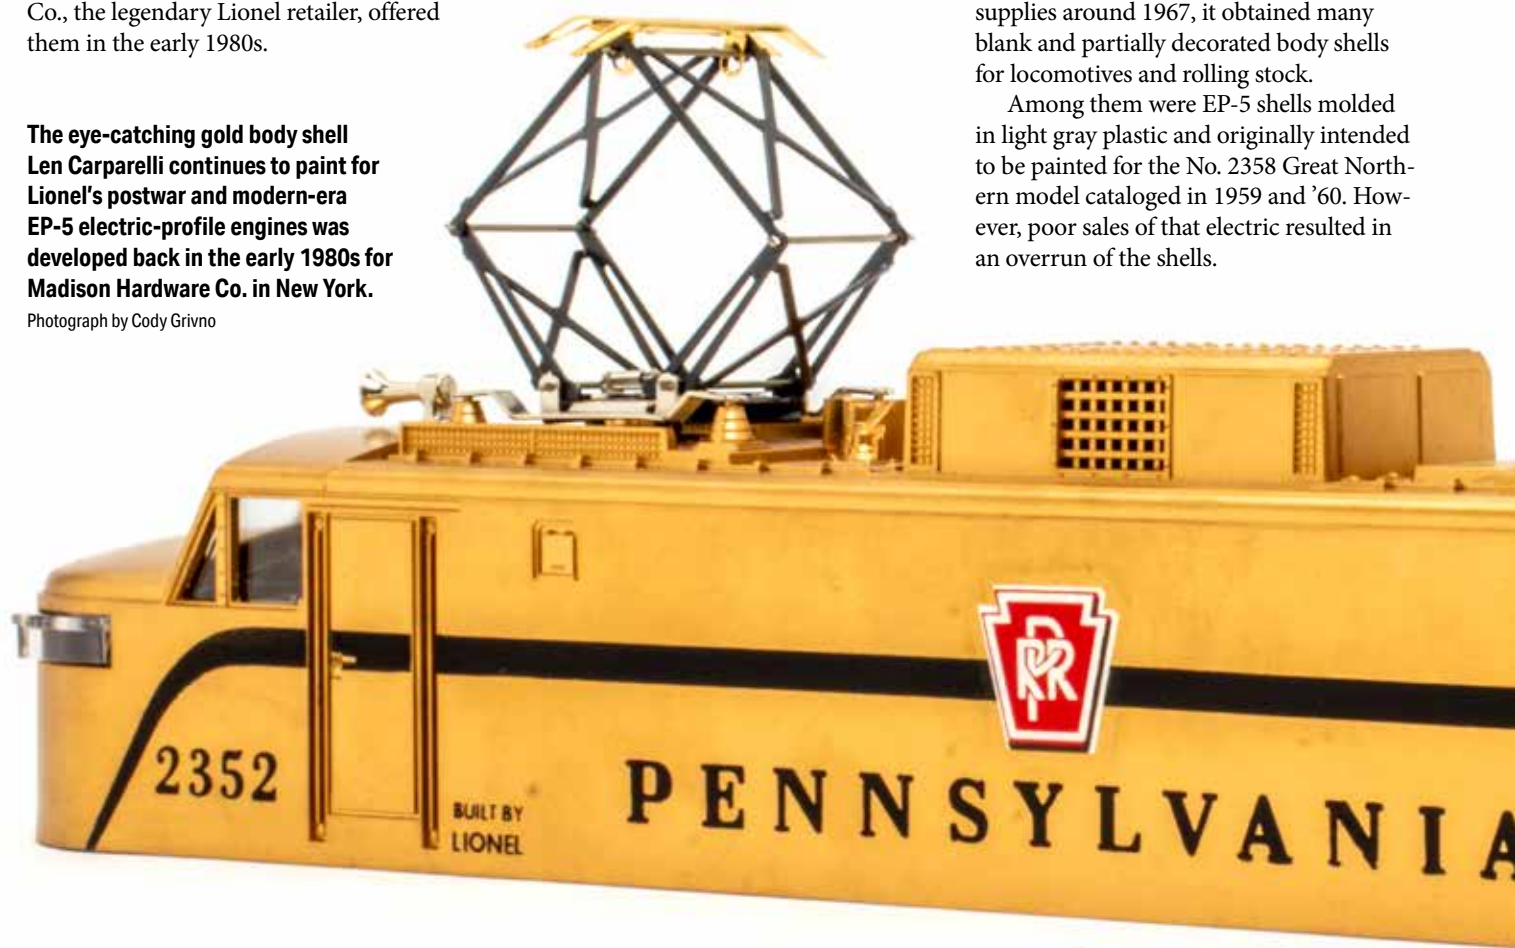 Co., the legendary Lionel retailer, offered
them in the early 1980s.
The eye-catching gold body shell
Len Carparelli continues to paint for
Lionel's postwar and modern-era
EP-5 electric-profile engines was
developed back in the early 1980s for
Madison Hardware Co. in New York.
Photograph by Cody Grivno
supplies around 1967, it obtained many
blank and partially decorated body shells
for locomotives and rolling stock.
Among them were EP-5 shells molded
in light gray plastic and originally intended
to be painted for the No. 2358 Great North-
ern model cataloged in 1959 and ’60. How-
ever, poor sales of that electric resulted in
an overrun of the shells.
PRR
2352
BUILT BY
LIONEL
PENNSYLVANIA